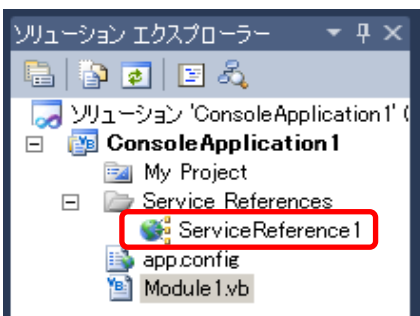 ソリューション エクスプローラー
ソリューション 'ConsoleApplication1' (
ConsoleApplication1
My Project
Service References
ServiceReference1
app.config
Module1.vb